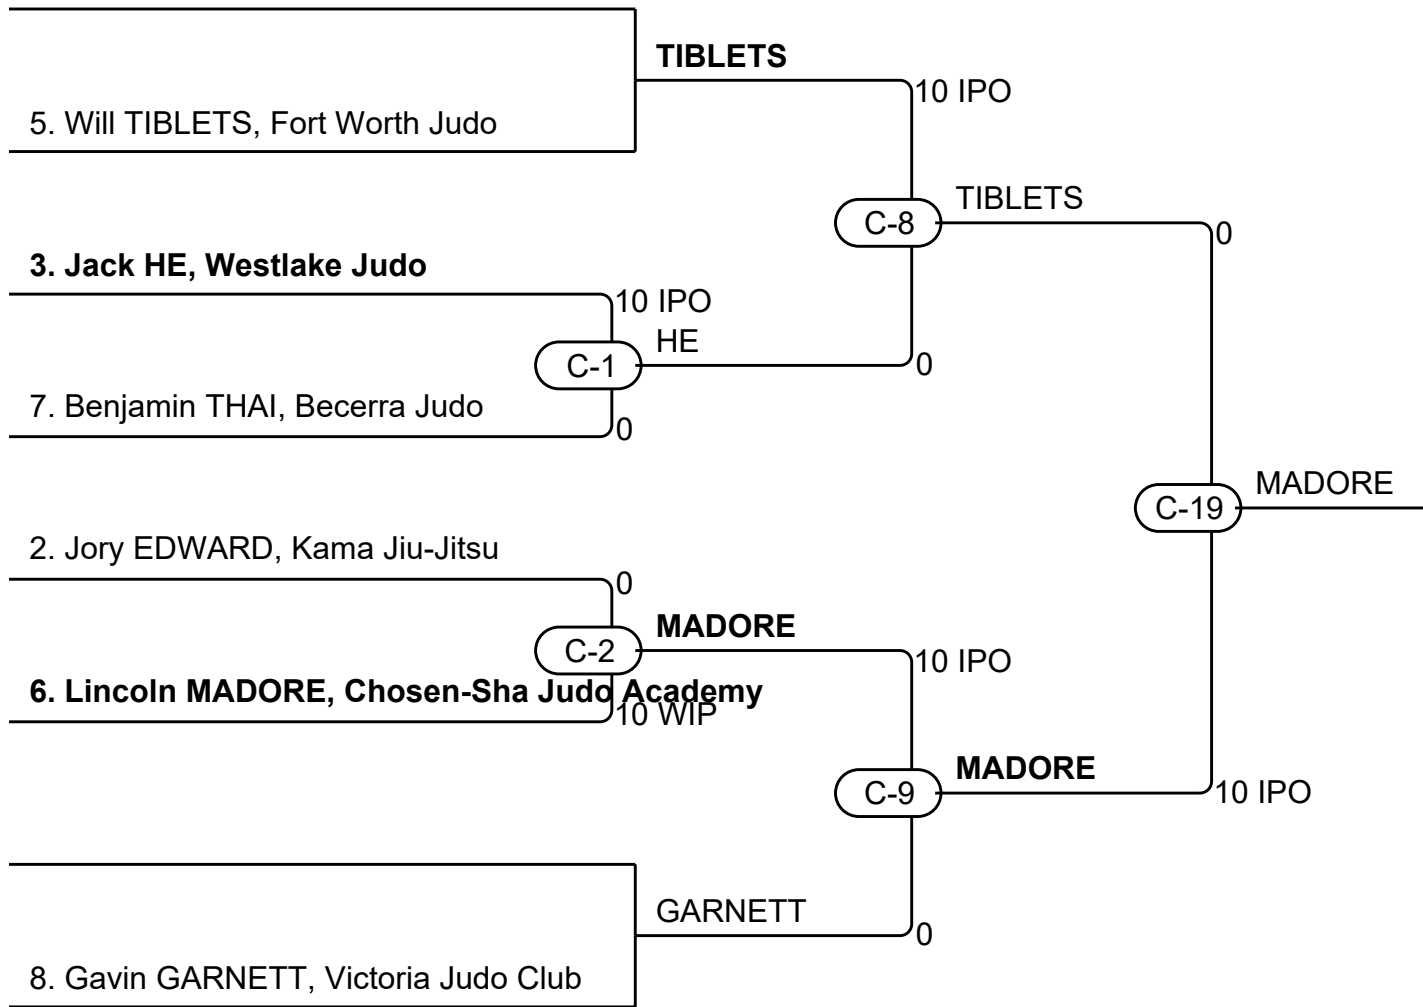 TIBLETS
10 IPO
5. Will TIBLETS, Fort Worth Judo
TIBLETS
C-8
0
3. Jack HE, Westlake Judo
10 IPO
HE
C-1
0
7. Benjamin THAI, Becerra Judo
0
MADORE
C-19
2. Jory EDWARD, Kama Jiu-Jitsu
0
MADORE
C-2
10 IPO
6. Lincoln MADORE, Chosen-Sha Judo Academy
10 WIP
MADORE
C-9
10 IPO
GARNETT
0
8. Gavin GARNETT, Victoria Judo Club